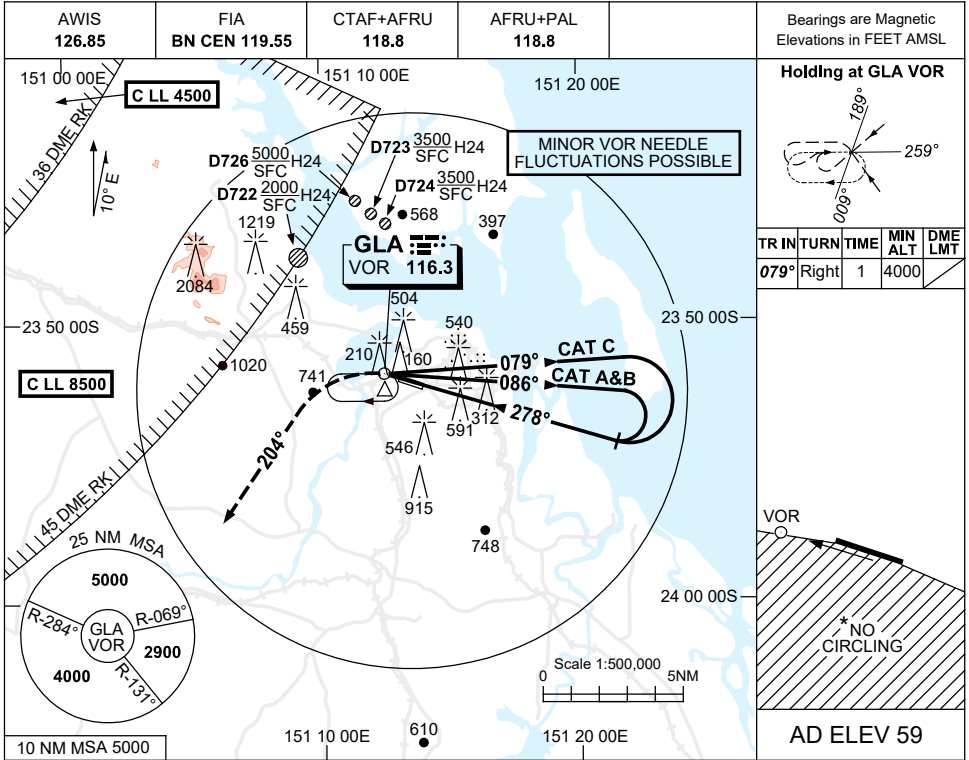 AWIS
126.85
FIA
BN CEN 119.55
CTAF+AFRU
118.8
AFRU+PAL
118.8
Bearings are Magnetic
Elevations in FEET AMSL
151 00 00E
151 10 00E
151 20 00E
C LL 4500
36 DME RK
10° E
D726 5000/SFC H24
D723 3500/SFC H24
D722 2000/SFC H24
D724 3500/SFC H24
MINOR VOR NEEDLE
FLUCTUATIONS POSSIBLE
568
397
1219
2084
459
GLA
VOR 116.3
504
540
210
160
23 50 00S
1020
741
C LL 8500
079°
CAT C
086°
CAT A&B
278°
312
591
546
915
748
204°
45 DME RK
25 NM MSA
5000
R-284°
R-069°
GLA
VOR
2900
4000
R-131°
24 00 00S
Scale 1:500,000
0
5NM
151 10 00E
610
151 20 00E
10 NM MSA 5000
Holding at GLA VOR
189°
259°
009°
TR IN TURN TIME MIN ALT DME LMT
079° Right 1 4000
VOR
*NO
CIRCLING
AD ELEV 59